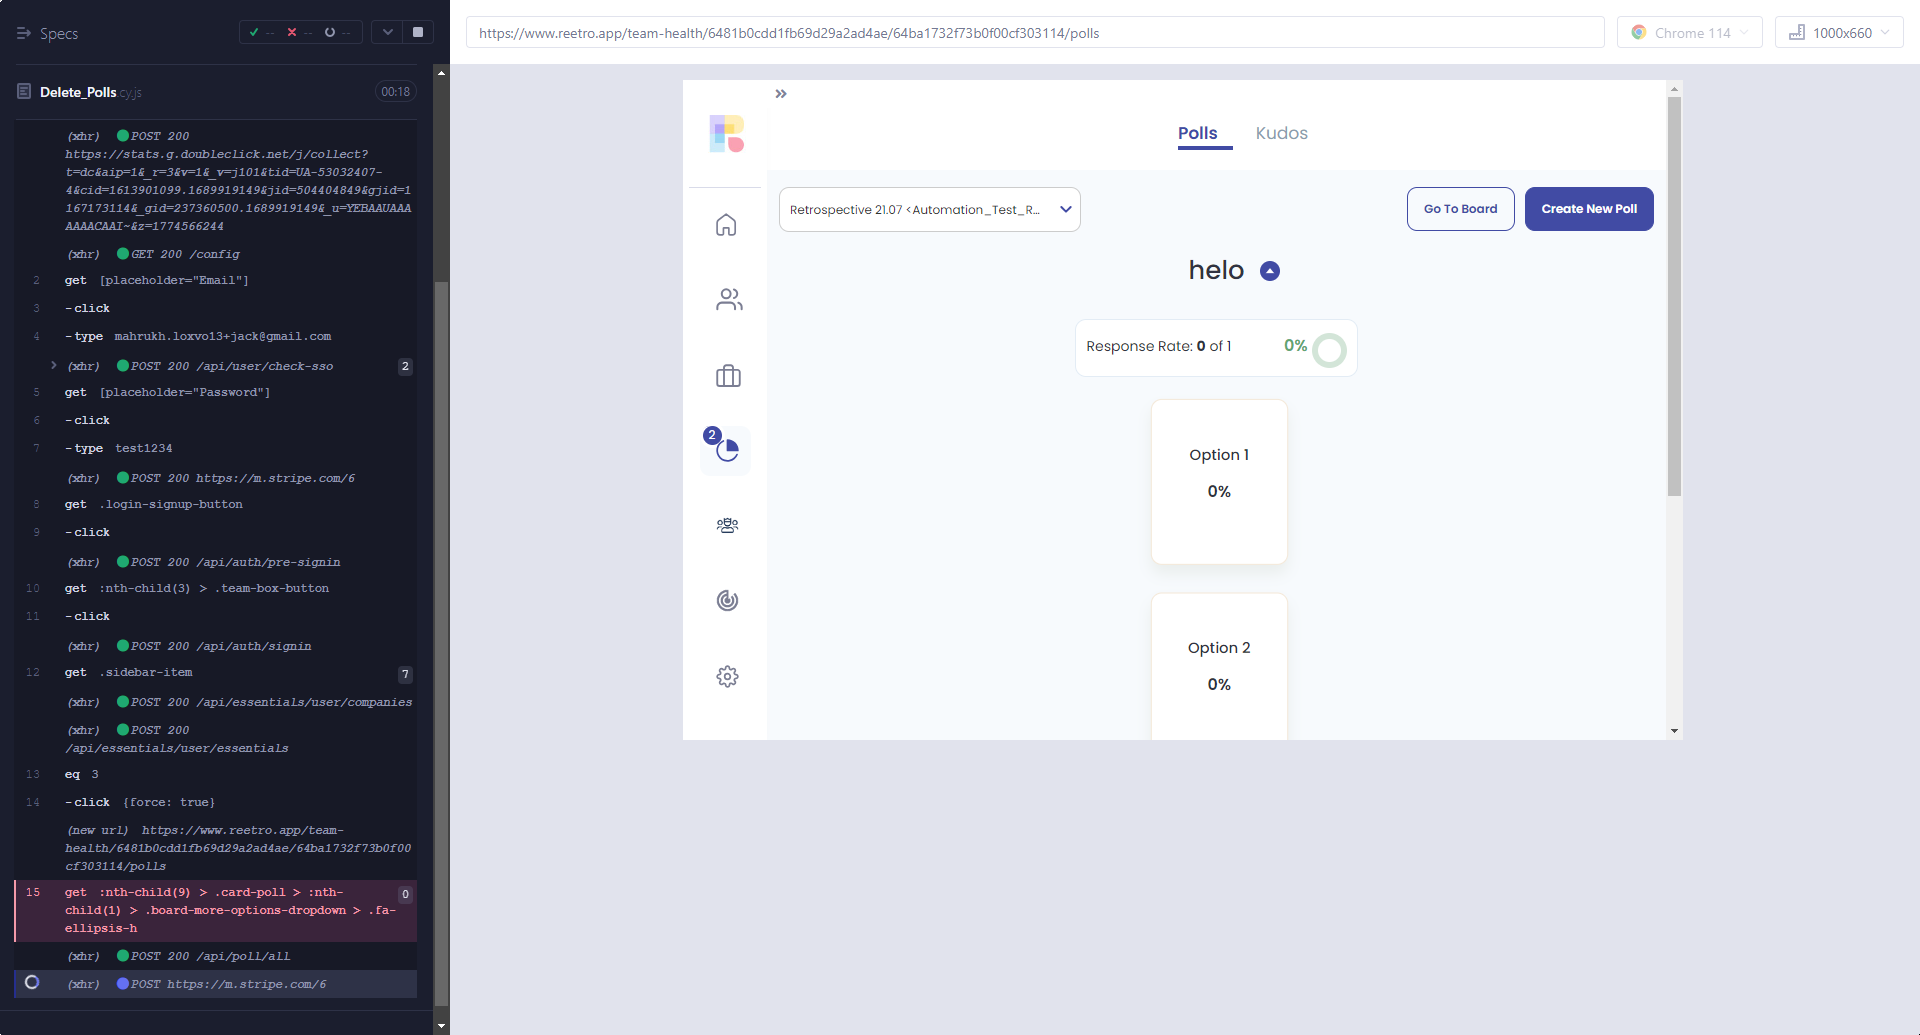 Specs
-- -- --
Delete_Polls.cy.js 00:18
(xhr) POST 200
https://stats.g.doubleclick.net/j/collect?
t=dc&aip=1&_r=3&v=1&_v=j101&tid=UA-53032407-
4&cid=1613901099.1689919149&jid=504404849&gjid=1
167173114&_gid=237360500.1689919149&_u=YEBAAUAAA
AAAACAAI~&z=1774566244
(xhr) GET 200 /config
2 get [placeholder="Email"]
3 -click
4 -type mahrukh.loxvo13+jack@gmail.com
(xhr) POST 200 /api/user/check-sso 2
5 get [placeholder="Password"]
6 -click
7 -type test1234
(xhr) POST 200 https://m.stripe.com/6
8 get .login-signup-button
9 -click
(xhr) POST 200 /api/auth/pre-signin
10 get :nth-child(3) > .team-box-button
11 -click
(xhr) POST 200 /api/auth/signin
12 get .sidebar-item 7
(xhr) POST 200 /api/essentials/user/companies
(xhr) POST 200
/api/essentials/user/essentials
13 eq 3
14 -click {force: true}
(new url) https://www.reetro.app/team-
health/6481b0cdd1fb69d29a2ad4ae/64ba1732f73b0f00
cf303114/polls
15 get :nth-child(9) > .card-poll > :nth- 0
child(1) > .board-more-options-dropdown > .fa-
ellipsis-h
(xhr) POST 200 /api/poll/all
(xhr) POST https://m.stripe.com/6
https://www.reetro.app/team-health/6481b0cdd1fb69d29a2ad4ae/64ba1732f73b0f00cf303114/polls
Chrome 114
1000x660
Polls Kudos
Retrospective 21.07 <Automation_Test_R...
Go To Board
Create New Poll
helo
Response Rate: 0 of 1 0%
2
Option 1
0%
Option 2
0%